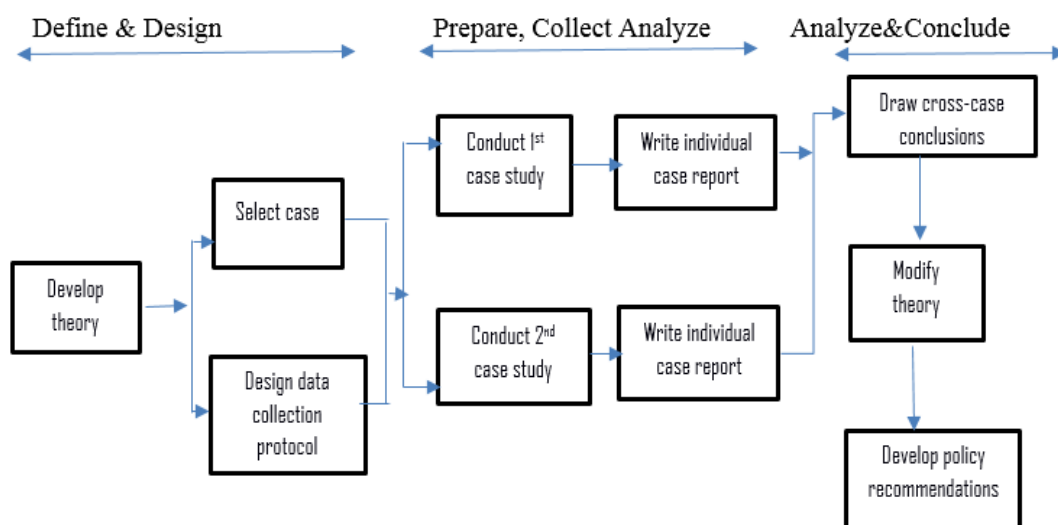 Define & Design
Prepare, Collect Analyze
Analyze&Conclude
Develop
theory
Select case
Design data
collection
protocol
Conduct 1st
case study
Write individual
case report
Conduct 2nd
case study
Write individual
case report
Draw cross-case
conclusions
Modify
theory
Develop policy
recommendations